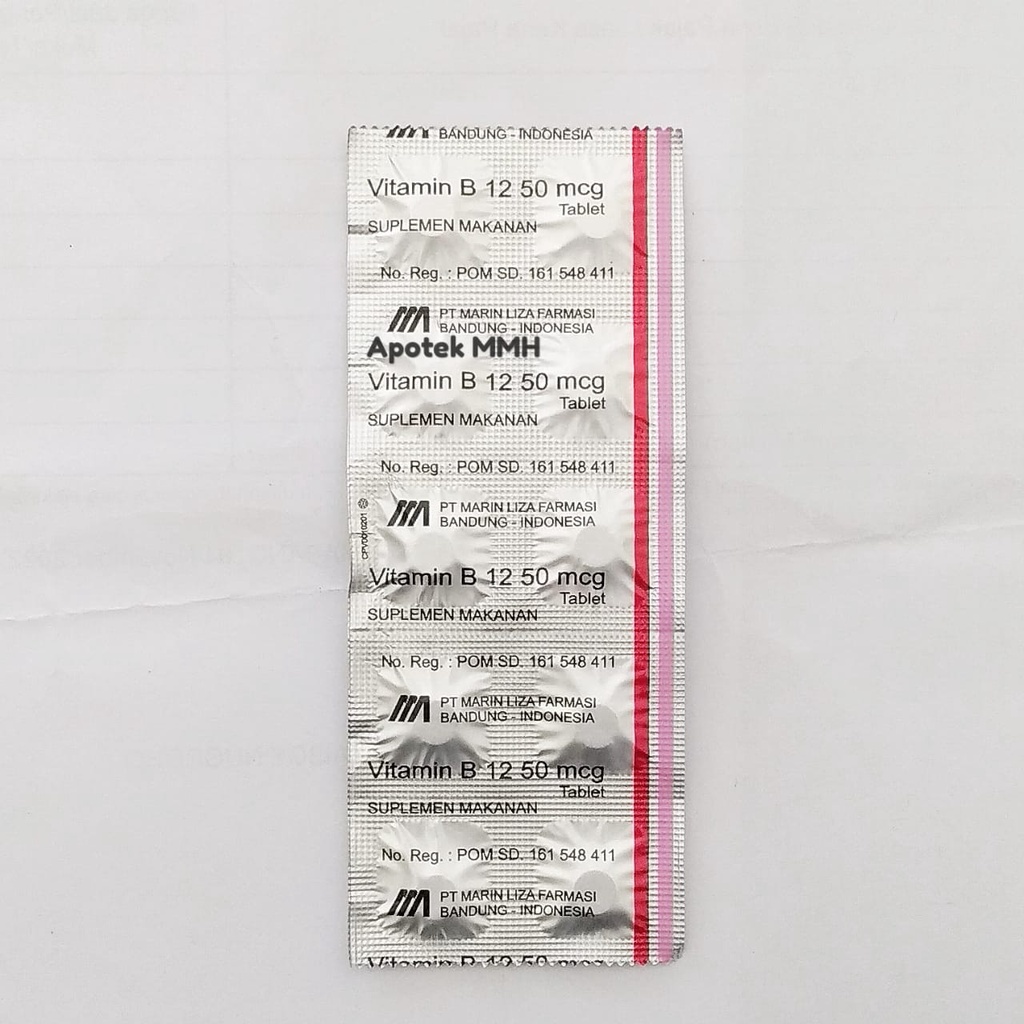 BANDUNG - INDONESIA
Vitamin B 12 50 mcg
Tablet
SUPLEMEN MAKANAN
No. Reg. : POM SD. 161 548 411
PT MARIN LIZA FARMASI
BANDUNG - INDONESIA
Apotek MMH
Vitamin B 12 50 mcg
Tablet
SUPLEMEN MAKANAN
No. Reg. : POM SD. 161 548 411
PT MARIN LIZA FARMASI
BANDUNG - INDONESIA
Vitamin B 12 50 mcg
Tablet
SUPLEMEN MAKANAN
No. Reg. : POM SD. 161 548 411
PT MARIN LIZA FARMASI
BANDUNG - INDONESIA
Vitamin B 12 50 mcg
Tablet
SUPLEMEN MAKANAN
No. Reg. : POM SD. 161 548 411
PT MARIN LIZA FARMASI
BANDUNG - INDONESIA
Vitamin B 12 50 mcg